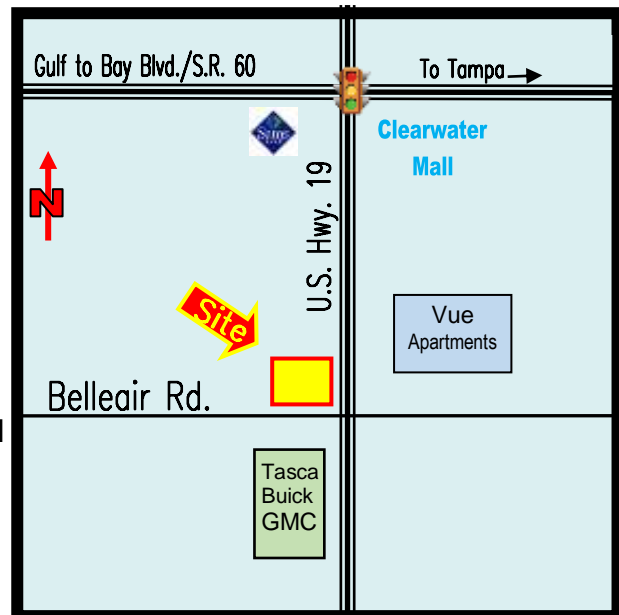 Gulf to Bay Blvd./S.R. 60
To Tampa
Sam's
Clearwater
Mall
N
U.S. Hwy. 19
Site
Vue
Apartments
Belleair Rd.
Tasca
Buick
GMC